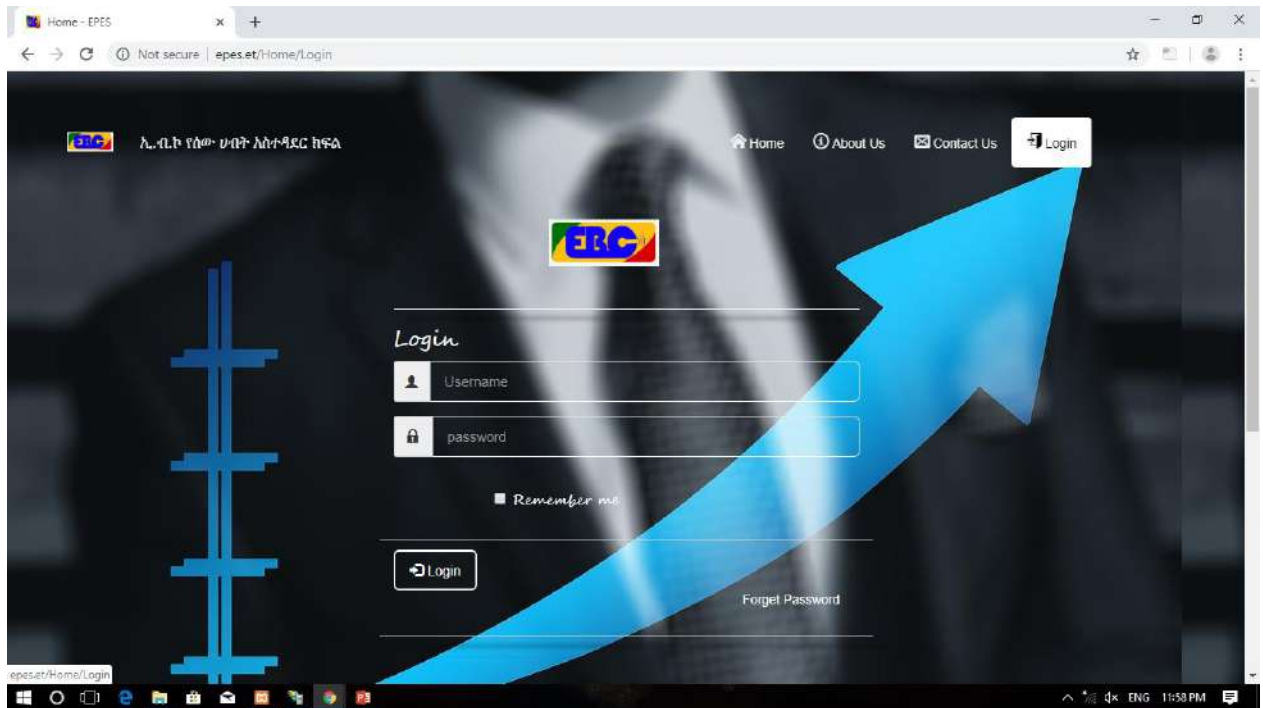 Home - EPES
Not secure | epes.et/Home/Login
EBC ኢ.ብ.ኮ የሰው ሀብት አስተዳደር ክፍል Home About Us Contact Us Login
EBC
Login
Username
password
Remember me
Login
Forget Password
epes.et/Home/Login
ENG 11:58 PM